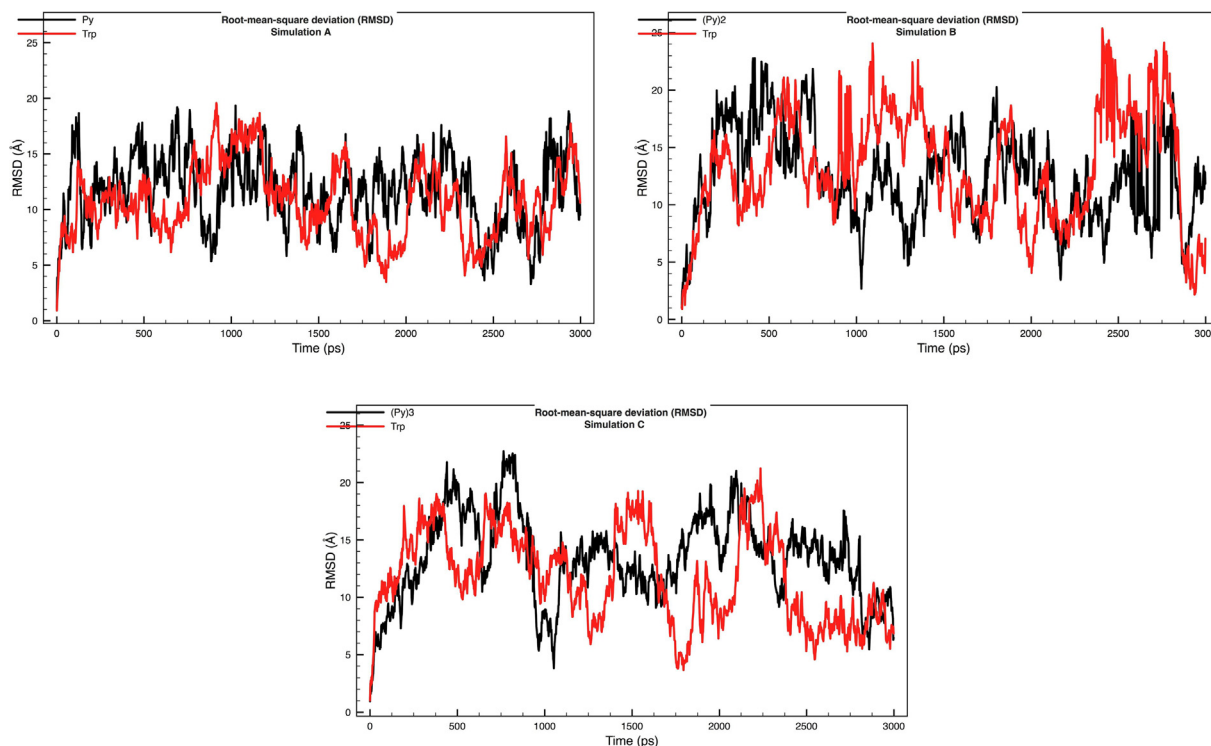 Py
Trp
Root-mean-square deviation (RMSD)
Simulation A
25
20
15
10
5
0
RMSD (Å)
0 500 1000 1500 2000 2500 3000
Time (ps)
(Py)2
Trp
Root-mean-square deviation (RMSD)
Simulation B
25
20
15
10
5
0
RMSD (Å)
0 500 1000 1500 2000 2500 3000
Time (ps)
(Py)3
Trp
Root-mean-square deviation (RMSD)
Simulation C
25
20
15
10
5
0
RMSD (Å)
0 500 1000 1500 2000 2500 3000
Time (ps)